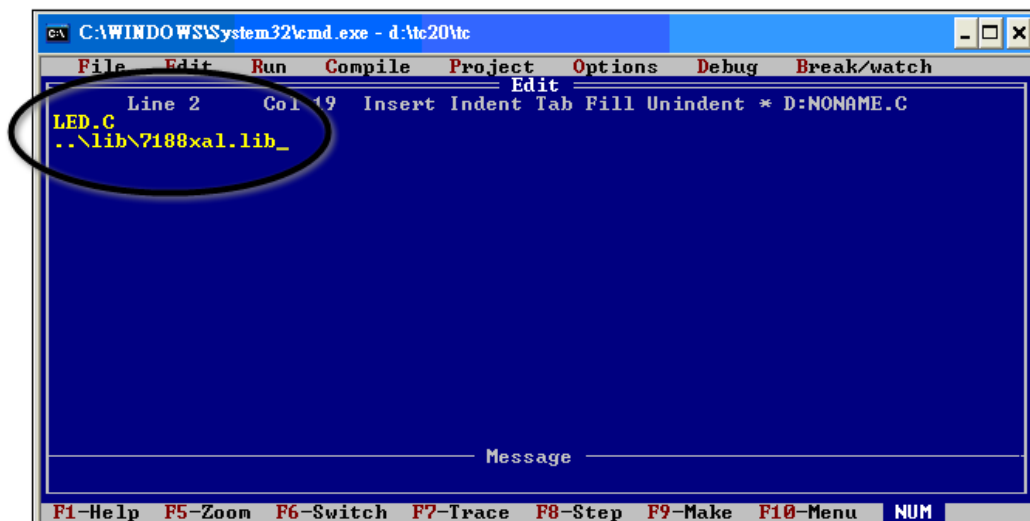 C:\WINDOWS\System32\cmd.exe - d:\tc20\tc
File Edit Run Compile Project Options Debug Break/watch
Edit
Line 2 Col 19 Insert Indent Tab Fill Unindent * D:NONAME.C
LED.C
..\lib\7188xal.lib_
Message
F1-Help F5-Zoom F6-Switch F7-Trace F8-Step F9-Make F10-Menu NUM